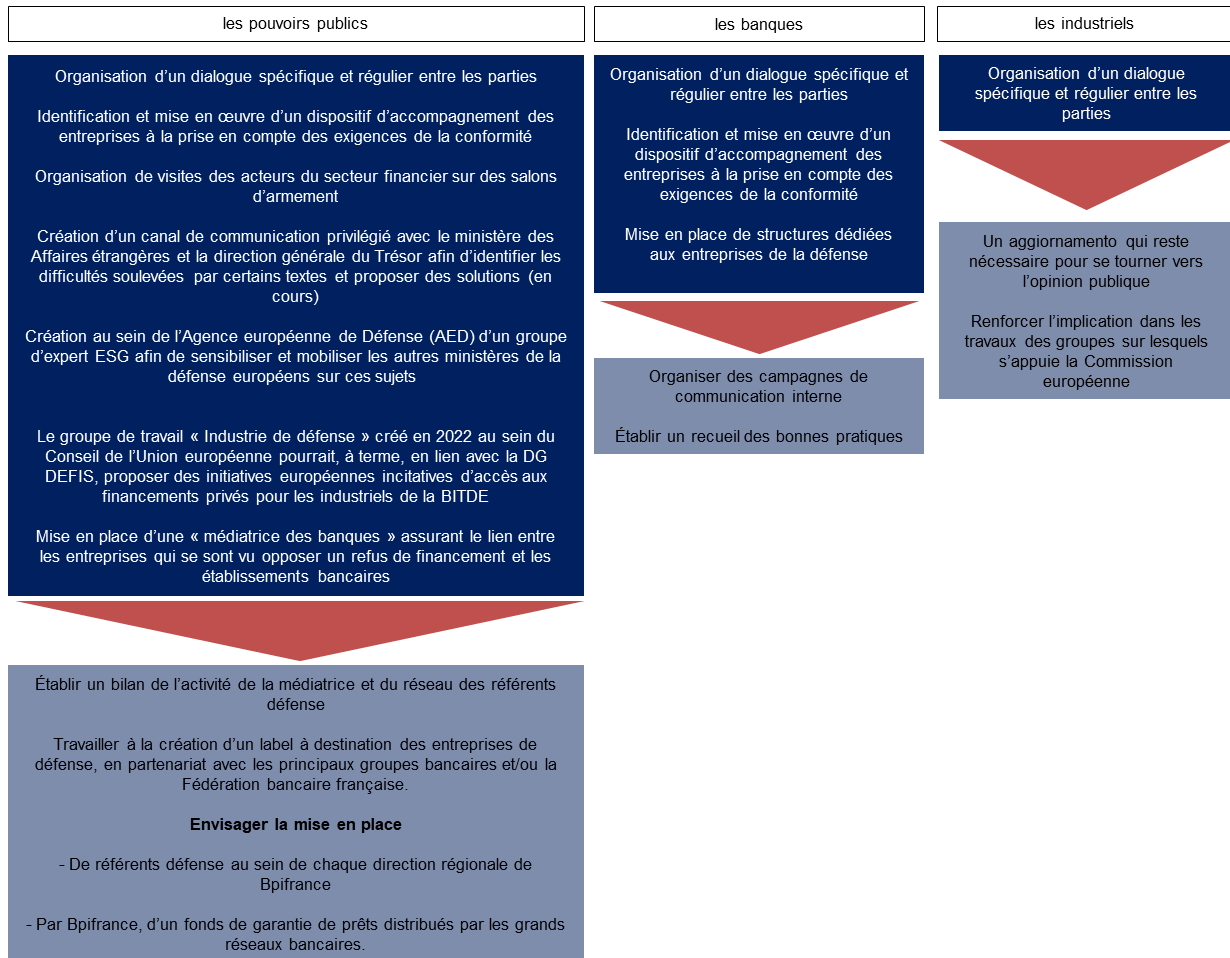 les pouvoirs publics
Organisation d’un dialogue spécifique et régulier entre les parties
Identification et mise en œuvre d’un dispositif d’accompagnement des
entreprises à la prise en compte des exigences de la conformité
Organisation de visites des acteurs du secteur financier sur des salons
d’armement
Création d’un canal de communication privilégié avec le ministère des
Affaires étrangères et la direction générale du Trésor afin d’identifier les
difficultés soulevées par certains textes et proposer des solutions (en
cours)
Création au sein de l’Agence européenne de Défense (AED) d’un groupe
d’expert ESG afin de sensibiliser et mobiliser les autres ministères de la
défense européens sur ces sujets
Le groupe de travail « Industrie de défense » créé en 2022 au sein du
Conseil de l’Union européenne pourrait, à terme, en lien avec la DG
DEFIS, proposer des initiatives européennes incitatives d’accès aux
financements privés pour les industriels de la BITDE
Mise en place d’une « médiatrice des banques » assurant le lien entre
les entreprises qui se sont vu opposer un refus de financement et les
établissements bancaires
Établir un bilan de l’activité de la médiatrice et du réseau des référents
défense
Travailler à la création d’un label à destination des entreprises de
défense, en partenariat avec les principaux groupes bancaires et/ou la
Fédération bancaire française.
Envisager la mise en place
- De référents défense au sein de chaque direction régionale de
Bpifrance
- Par Bpifrance, d’un fonds de garantie de prêts distribués par les grands
réseaux bancaires.
les banques
Organisation d’un dialogue spécifique et
régulier entre les parties
Identification et mise en œuvre d’un
dispositif d’accompagnement des
entreprises à la prise en compte des
exigences de la conformité
Mise en place de structures dédiées
aux entreprises de la défense
Organiser des campagnes de
communication interne
Établir un recueil des bonnes pratiques
les industriels
Organisation d’un dialogue
spécifique et régulier entre les
parties
Un aggiornamento qui reste
nécessaire pour se tourner vers
l’opinion publique
Renforcer l’implication dans les
travaux des groupes sur lesquels
s’appuie la Commission
européenne